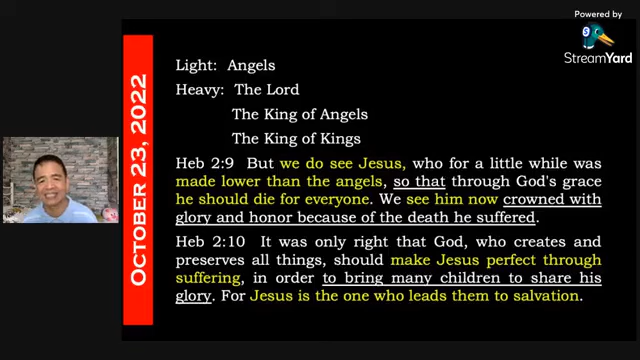 Powered by
StreamYard
OCTOBER 23, 2022
Light: Angels
Heavy: The Lord
The King of Angels
The King of Kings
Heb 2:9 But we do see Jesus, who for a little while was
made lower than the angels, so that through God's grace
he should die for everyone. We see him now crowned with
glory and honor because of the death he suffered.
Heb 2:10 It was only right that God, who creates and
preserves all things, should make Jesus perfect through
suffering, in order to bring many children to share his
glory. For Jesus is the one who leads them to salvation.